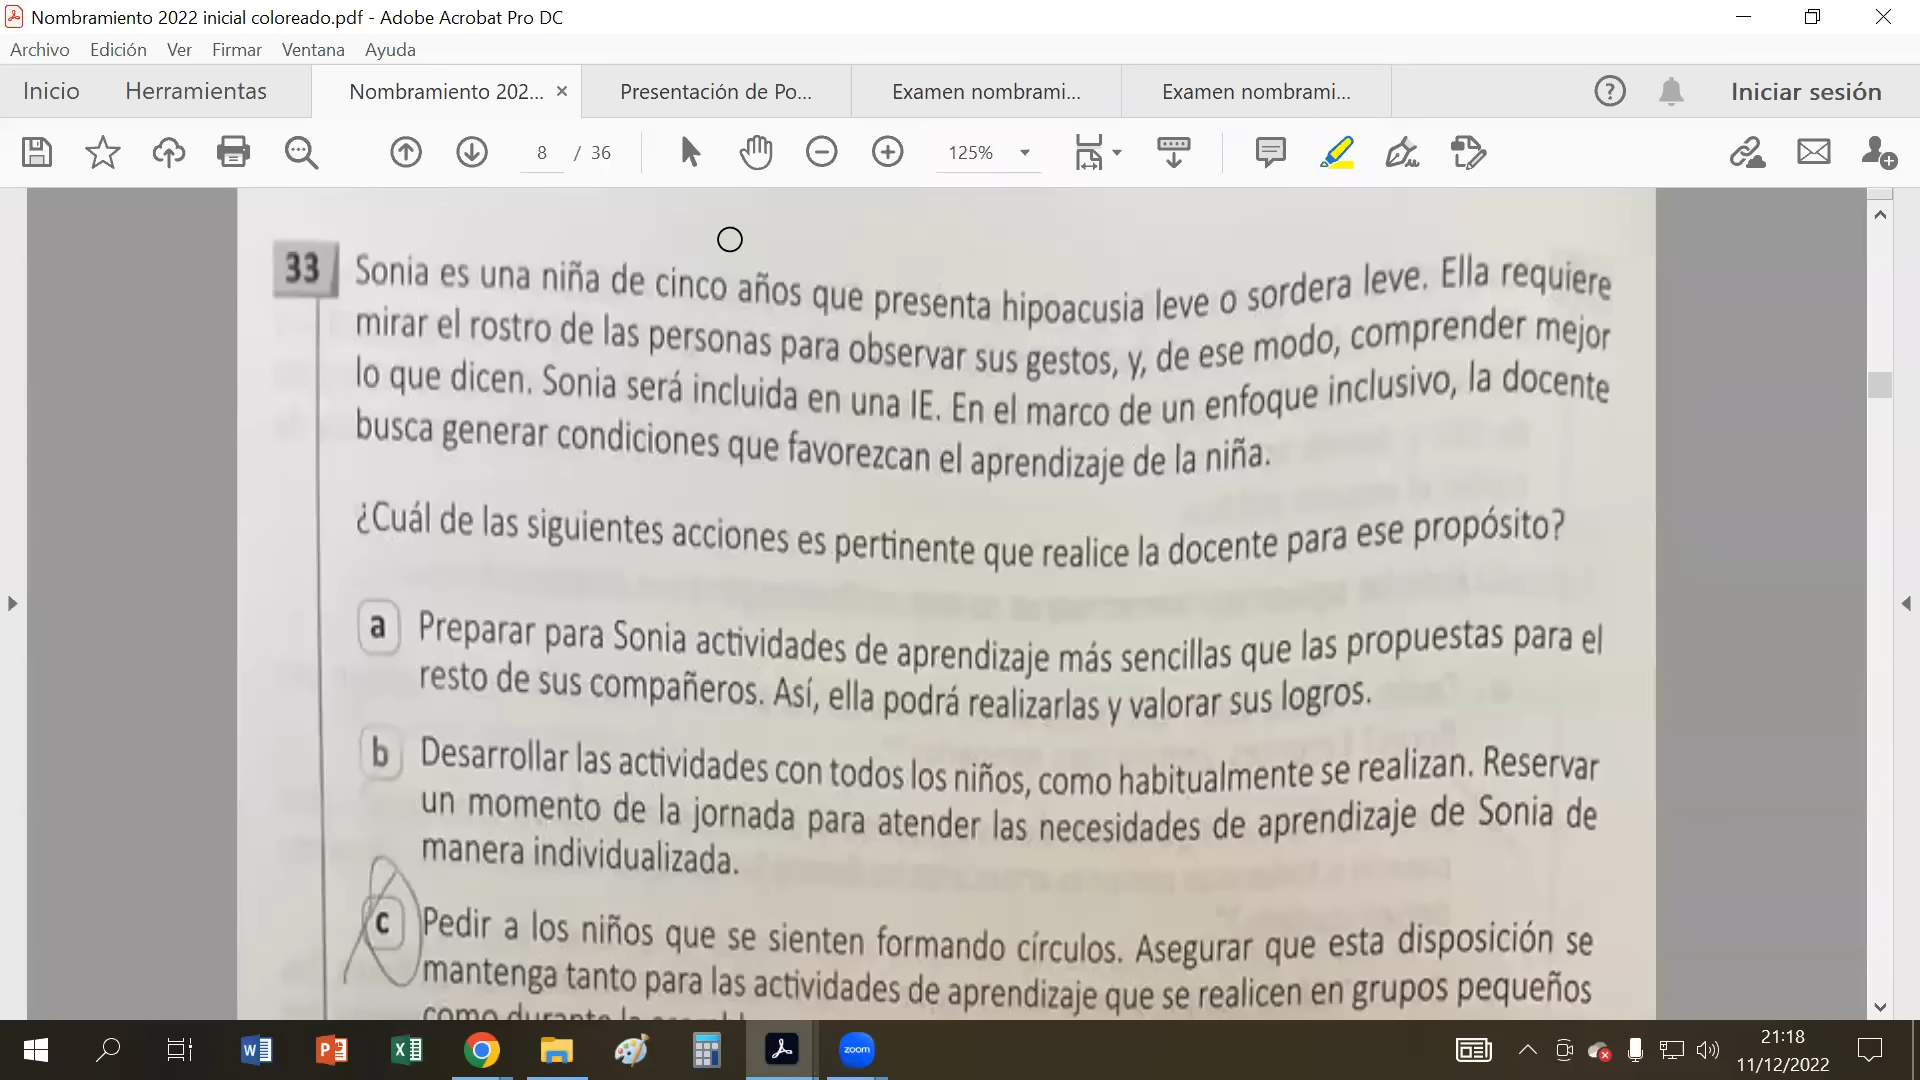 Nombramiento 2022 inicial coloreado.pdf - Adobe Acrobat Pro DC
Archivo Edición Ver Firmar Ventana Ayuda
Inicio Herramientas Nombramiento 202... × Presentación de Po... Examen nombrami... Examen nombrami... Iniciar sesión
8 / 36 125%
33 Sonia es una niña de cinco años que presenta hipoacusia leve o sordera leve. Ella requiere
mirar el rostro de las personas para observar sus gestos, y, de ese modo, comprender mejor
lo que dicen. Sonia será incluida en una IE. En el marco de un enfoque inclusivo, la docente
busca generar condiciones que favorezcan el aprendizaje de la niña.
¿Cuál de las siguientes acciones es pertinente que realice la docente para ese propósito?
a Preparar para Sonia actividades de aprendizaje más sencillas que las propuestas para el
resto de sus compañeros. Así, ella podrá realizarlas y valorar sus logros.
b Desarrollar las actividades con todos los niños, como habitualmente se realizan. Reservar
un momento de la jornada para atender las necesidades de aprendizaje de Sonia de
manera individualizada.
c Pedir a los niños que se sienten formando círculos. Asegurar que esta disposición se
mantenga tanto para las actividades de aprendizaje que se realicen en grupos pequeños
como durante la
zoom
21:18
11/12/2022